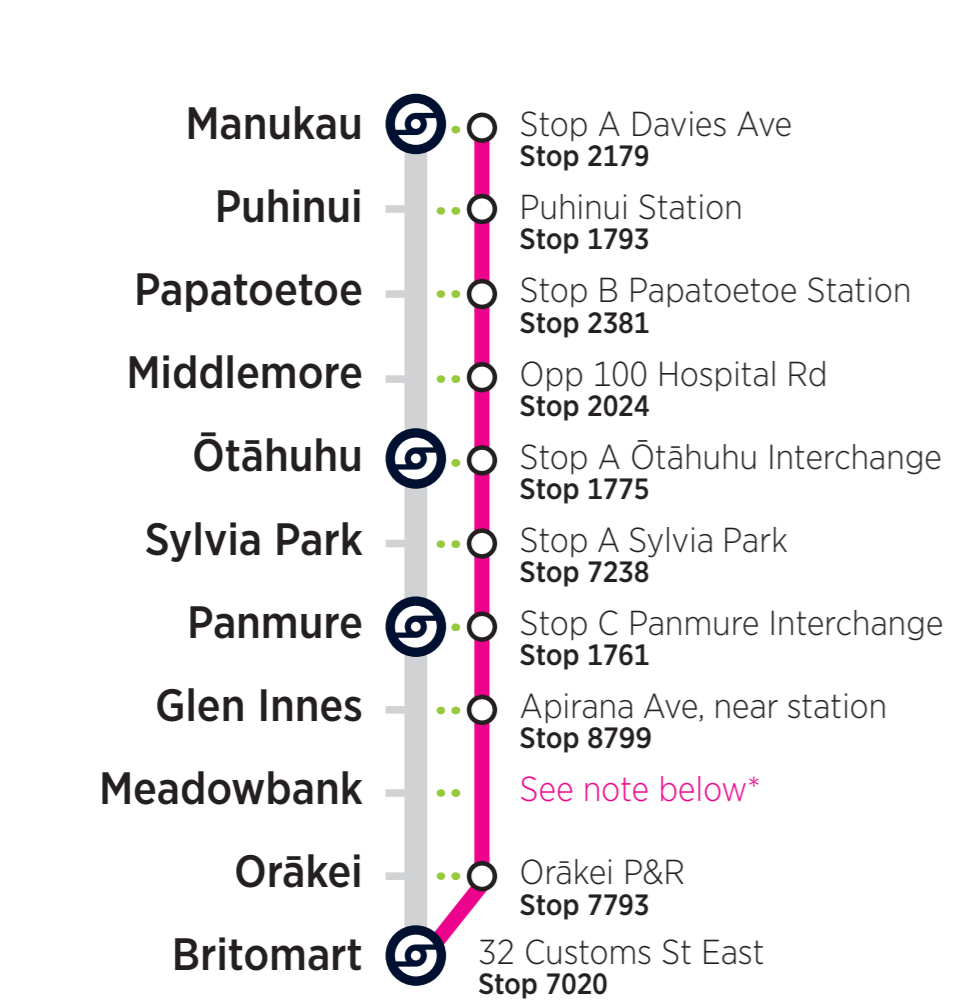 Manukau
Stop A Davies Ave
Stop 2179
Puhinui
Puhinui Station
Stop 1793
Papatoetoe
Stop B Papatoetoe Station
Stop 2381
Middlemore
Opp 100 Hospital Rd
Stop 2024
Ōtāhuhu
Stop A Ōtāhuhu Interchange
Stop 1775
Sylvia Park
Stop A Sylvia Park
Stop 7238
Panmure
Stop C Panmure Interchange
Stop 1761
Glen Innes
Apirana Ave, near station
Stop 8799
Meadowbank
See note below*
Orākei
Orākei P&R
Stop 7793
Britomart
32 Customs St East
Stop 7020